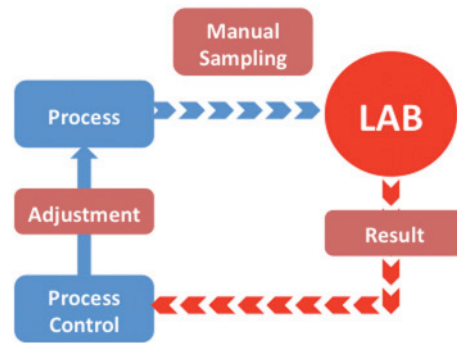 Manual
Sampling
Process
LAB
Adjustment
Result
Process
Control